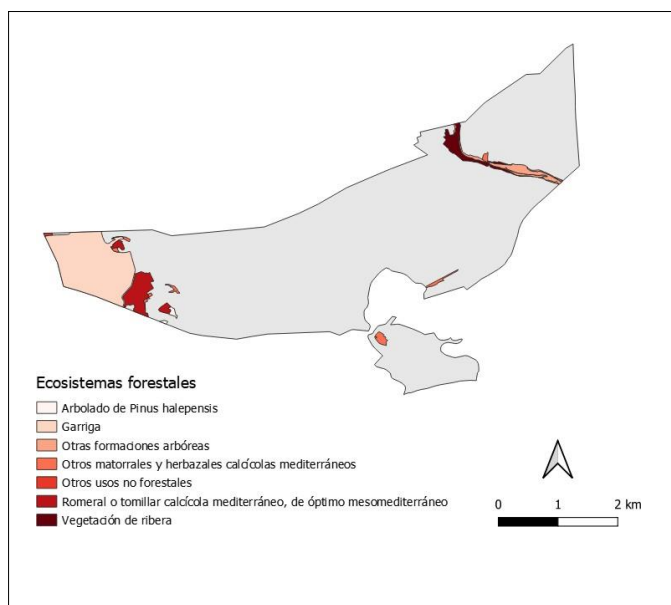 Ecosistemas forestales
Arbolado de Pinus halepensis
Garriga
Otras formaciones arbóreas
Otros matorrales y herbazales calcícolas mediterráneos
Otros usos no forestales
Romeral o tomillar calcícola mediterráneo, de óptimo mesomediterráneo
Vegetación de ribera
0 1 2 km